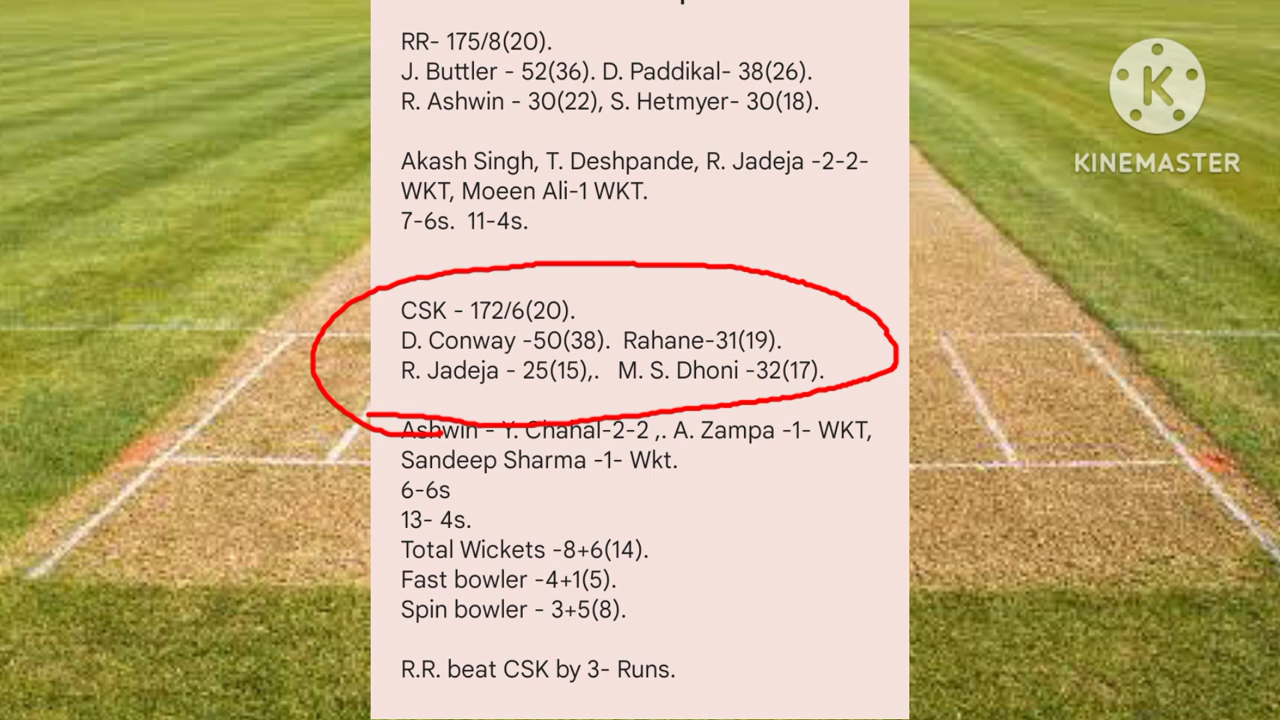 RR- 175/8(20).
J. Buttler - 52(36). D. Paddikal- 38(26).
R. Ashwin - 30(22), S. Hetmyer- 30(18).
Akash Singh, T. Deshpande, R. Jadeja -2-2-
WKT, Moeen Ali-1 WKT.
7-6s. 11-4s.
CSK - 172/6(20).
D. Conway -50(38). Rahane-31(19).
R. Jadeja - 25(15),. M. S. Dhoni -32(17).
Ashwin - Y. Chahal-2-2 ,. A. Zampa -1- WKT,
Sandeep Sharma -1- Wkt.
6-6s
13- 4s.
Total Wickets -8+6(14).
Fast bowler -4+1(5).
Spin bowler - 3+5(8).
R.R. beat CSK by 3- Runs.
K
KINEMASTER